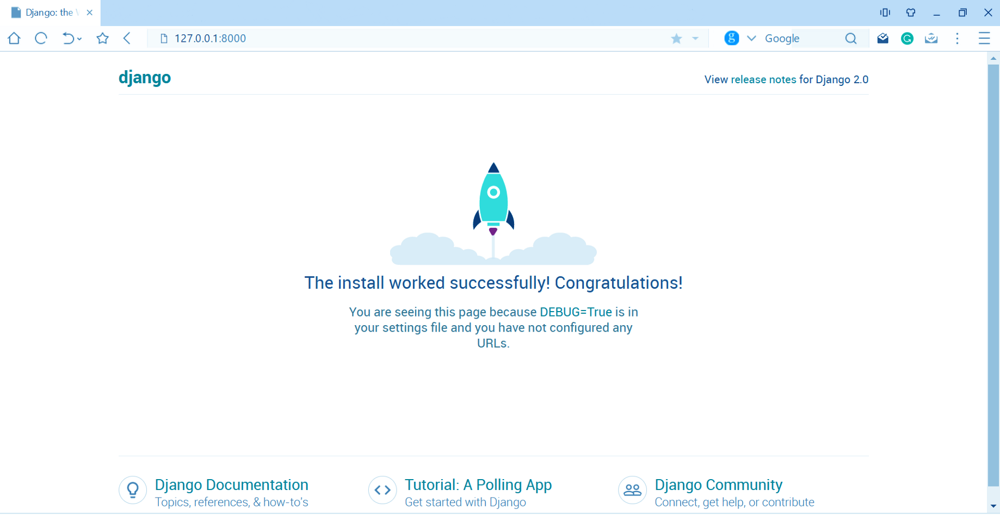 Django: the
127.0.0.1:8000
Google
django
View release notes for Django 2.0
The install worked successfully! Congratulations!
You are seeing this page because DEBUG=True is in
your settings file and you have not configured any
URLs.
Django Documentation
Topics, references, & how-to's
Tutorial: A Polling App
Get started with Django
Django Community
Connect, get help, or contribute